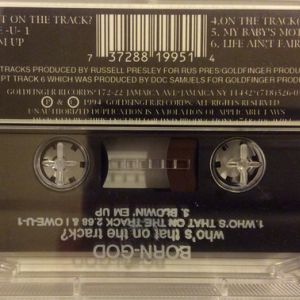 T ON THE TRACK?
-U- 1
N UP
4.ON THE TRACK
5. MY BABY'S MOT
6. LIFE AIN'T FAIR
7 37288 19951 4
TRACKS PRODUCED BY RUSSELL PRESLEY FOR RUS PRES/GOLDFINGER PRODUCT
PT TRACK 6 WHICH WAS PRODUCED BY DOC SAMUELS FOR GOLDFINGER PRODUC
GOLDFINGER RECORDS 172-22 JAMAICA AVE JAMAICA NY 11432 (718)526-0
℗ © 1994 GOLDFINGER RECORDS. ALL RIGHTS RESERVED
UNAUTHORIZED DUPLICATION IS A VIOLATION OF APPLICABLE LAWS
BORN-GOD
who's that on the track?
1.WHO'S THAT ON THE TRACK 2.68 & I OWE-U-1
3. BLOWIN' EM UP